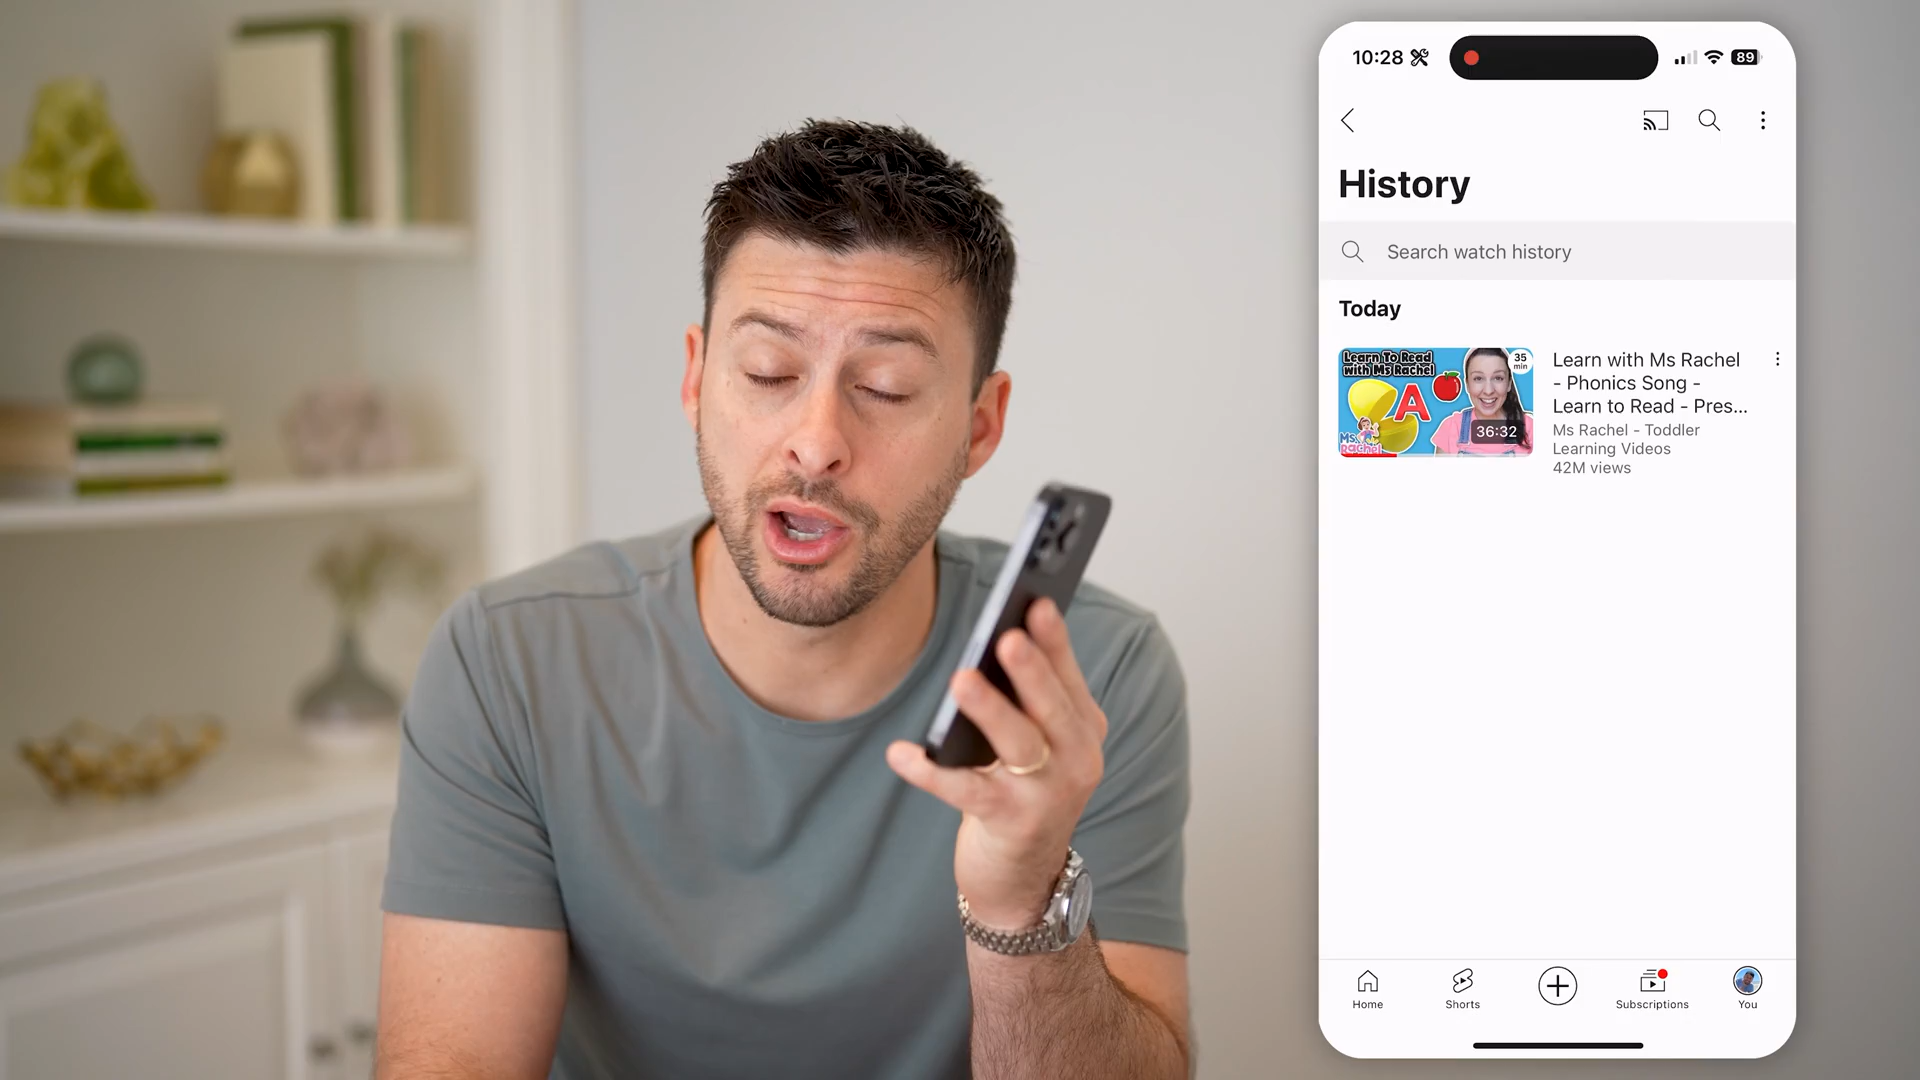 10:28
89
History
Search watch history
Today
Learn To Read
with Ms Rachel
35
min
A
Ms
Rachel
36:32
Learn with Ms Rachel
- Phonics Song -
Learn to Read - Pres...
Ms Rachel - Toddler
Learning Videos
42M views
Home
Shorts
Subscriptions
You